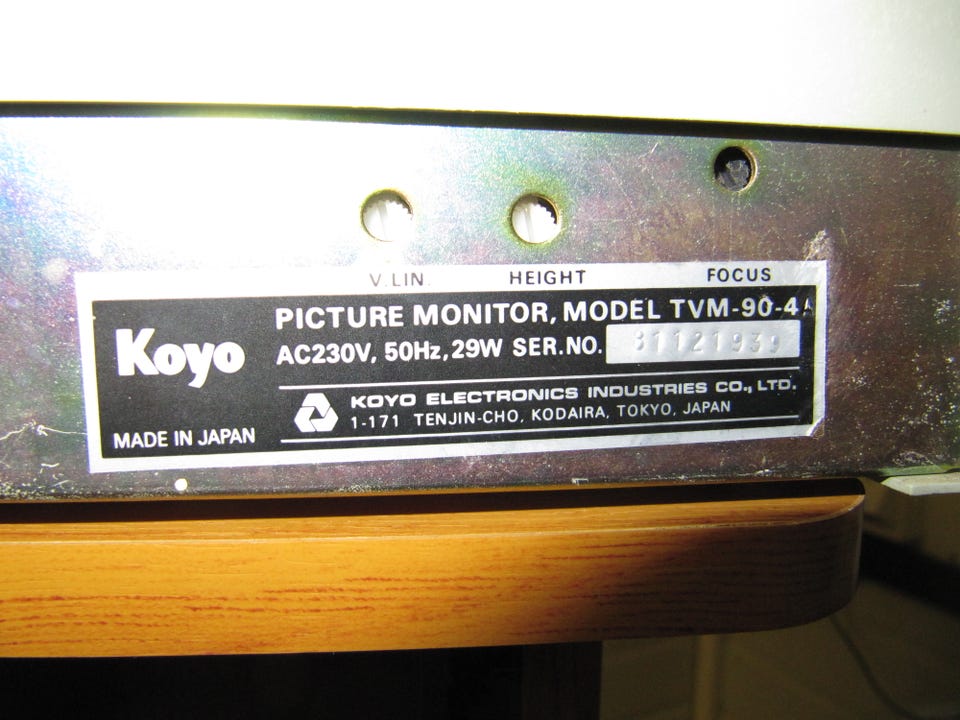 V.LIN. HEIGHT FOCUS
Koyo
PICTURE MONITOR, MODEL TVM-90-4A
AC230V, 50Hz, 29W SER.NO. 81121939
KOYO ELECTRONICS INDUSTRIES CO., LTD.
1-171 TENJIN-CHO, KODAIRA, TOKYO, JAPAN
MADE IN JAPAN